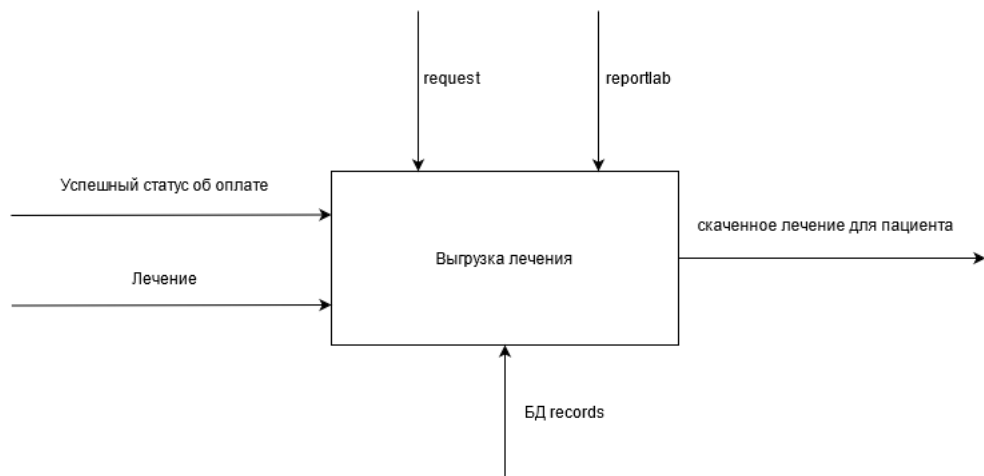 request
reportlab
Успешный статус об оплате
скаченное лечение для пациента
Выгрузка лечения
Лечение
БД records